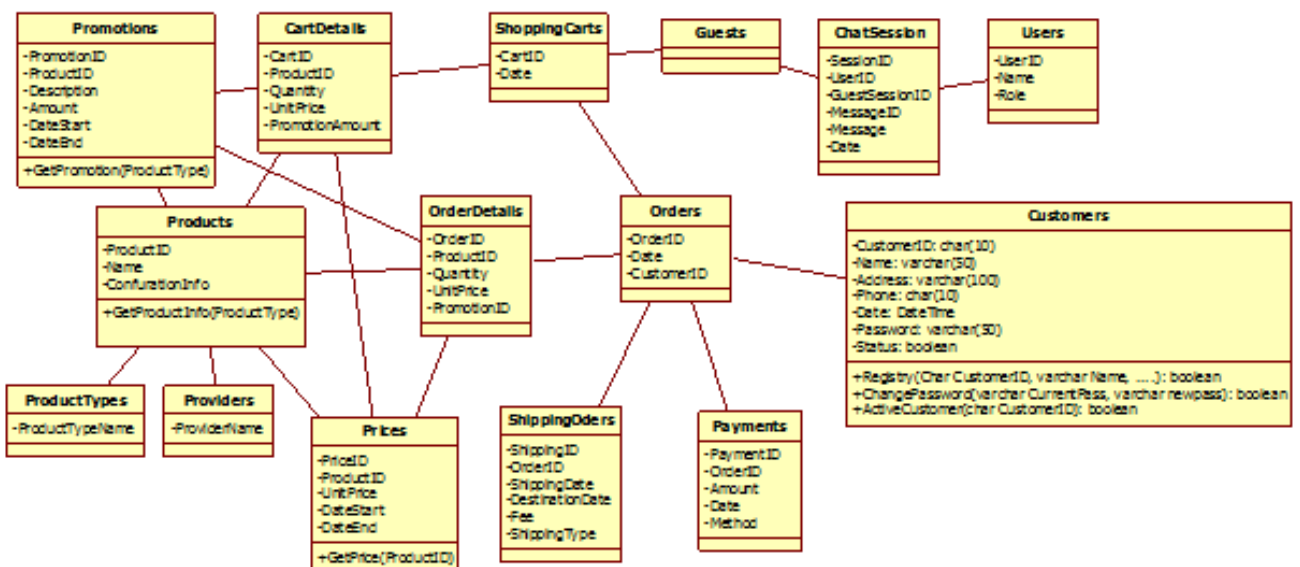 Promotions
-PromotionID
-ProductID
-Description
-Amount
-DateStart
-DateEnd
+GetPromotion(ProductType)
CartDetails
-CartID
-ProductID
-Quantity
-UnitPrice
-PromotionAmount
ShoppingCarts
-CartID
-Date
Guests
ChatSession
-SessionID
-UserID
-GuestSessionID
-MessageID
-Message
-Date
Users
-UserID
-Name
-Role
Products
-ProductID
-Name
-ConfurationInfo
+GetProductInfo(ProductType)
OrderDetails
-OrderID
-ProductID
-Quantity
-UnitPrice
-PromotionID
Orders
-OrderID
-Date
-CustomerID
Customers
-CustomerID: char(10)
-Name: varchar(50)
-Address: varchar(100)
-Phone: char(10)
-Date: DateTime
-Password: varchar(50)
-Status: boolean
+Registry(Char CustomerID, varchar Name, ....): boolean
+ChangePassword(varchar CurrentPass, varchar newpass): boolean
+ActiveCustomer(char CustomerID): boolean
ProductTypes
-ProductTypeName
Providers
-ProviderName
Prices
-PriceID
-ProductID
-UnitPrice
-DateStart
-DateEnd
+GetPrice(ProductID)
ShippingOders
-ShippingID
-OrderID
-ShippingDate
-DestinationDate
-Fee
-ShippingType
Payments
-PaymentID
-OrderID
-Amount
-Date
-Method